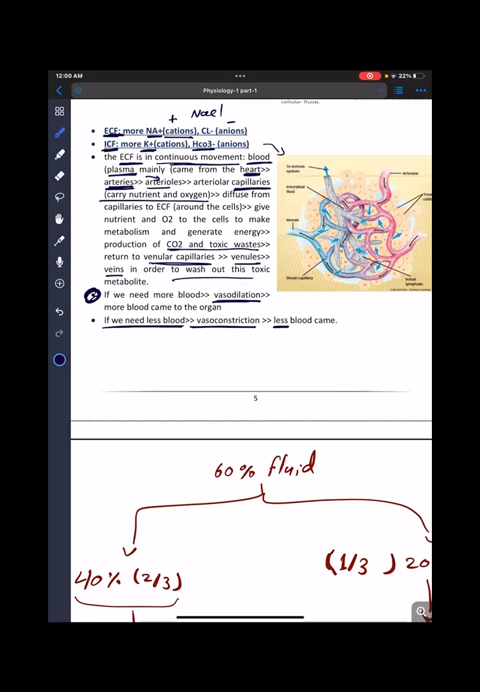 12:00 AM
22%
Physiology-1 part-1
cellular fluids.
+ Nacl -
• ECF: more NA+(cations), CL- (anions)
• ICF: more K+(cations), Hco3- (anions)
• the ECF is in continuous movement: blood
(plasma mainly (came from the heart>>
arteries>> arterioles>> arteriolar capillaries
(carry nutrient and oxygen)>> diffuse from
capillaries to ECF (around the cells)>> give
nutrient and O2 to the cells to make
metabolism and generate energy>>
production of CO2 and toxic wastes>>
return to venular capillaries >> venules>>
veins in order to wash out this toxic
metabolite.
If we need more blood>> vasodilation>>
more blood came to the organ
• If we need less blood>> vasoconstriction >> less blood came.
Arteriole
Interstitial
fluid
Venule
Blood capillary
Initial
lymphatic
5
60% fluid
40% (2/3)
(1/3 ) 20